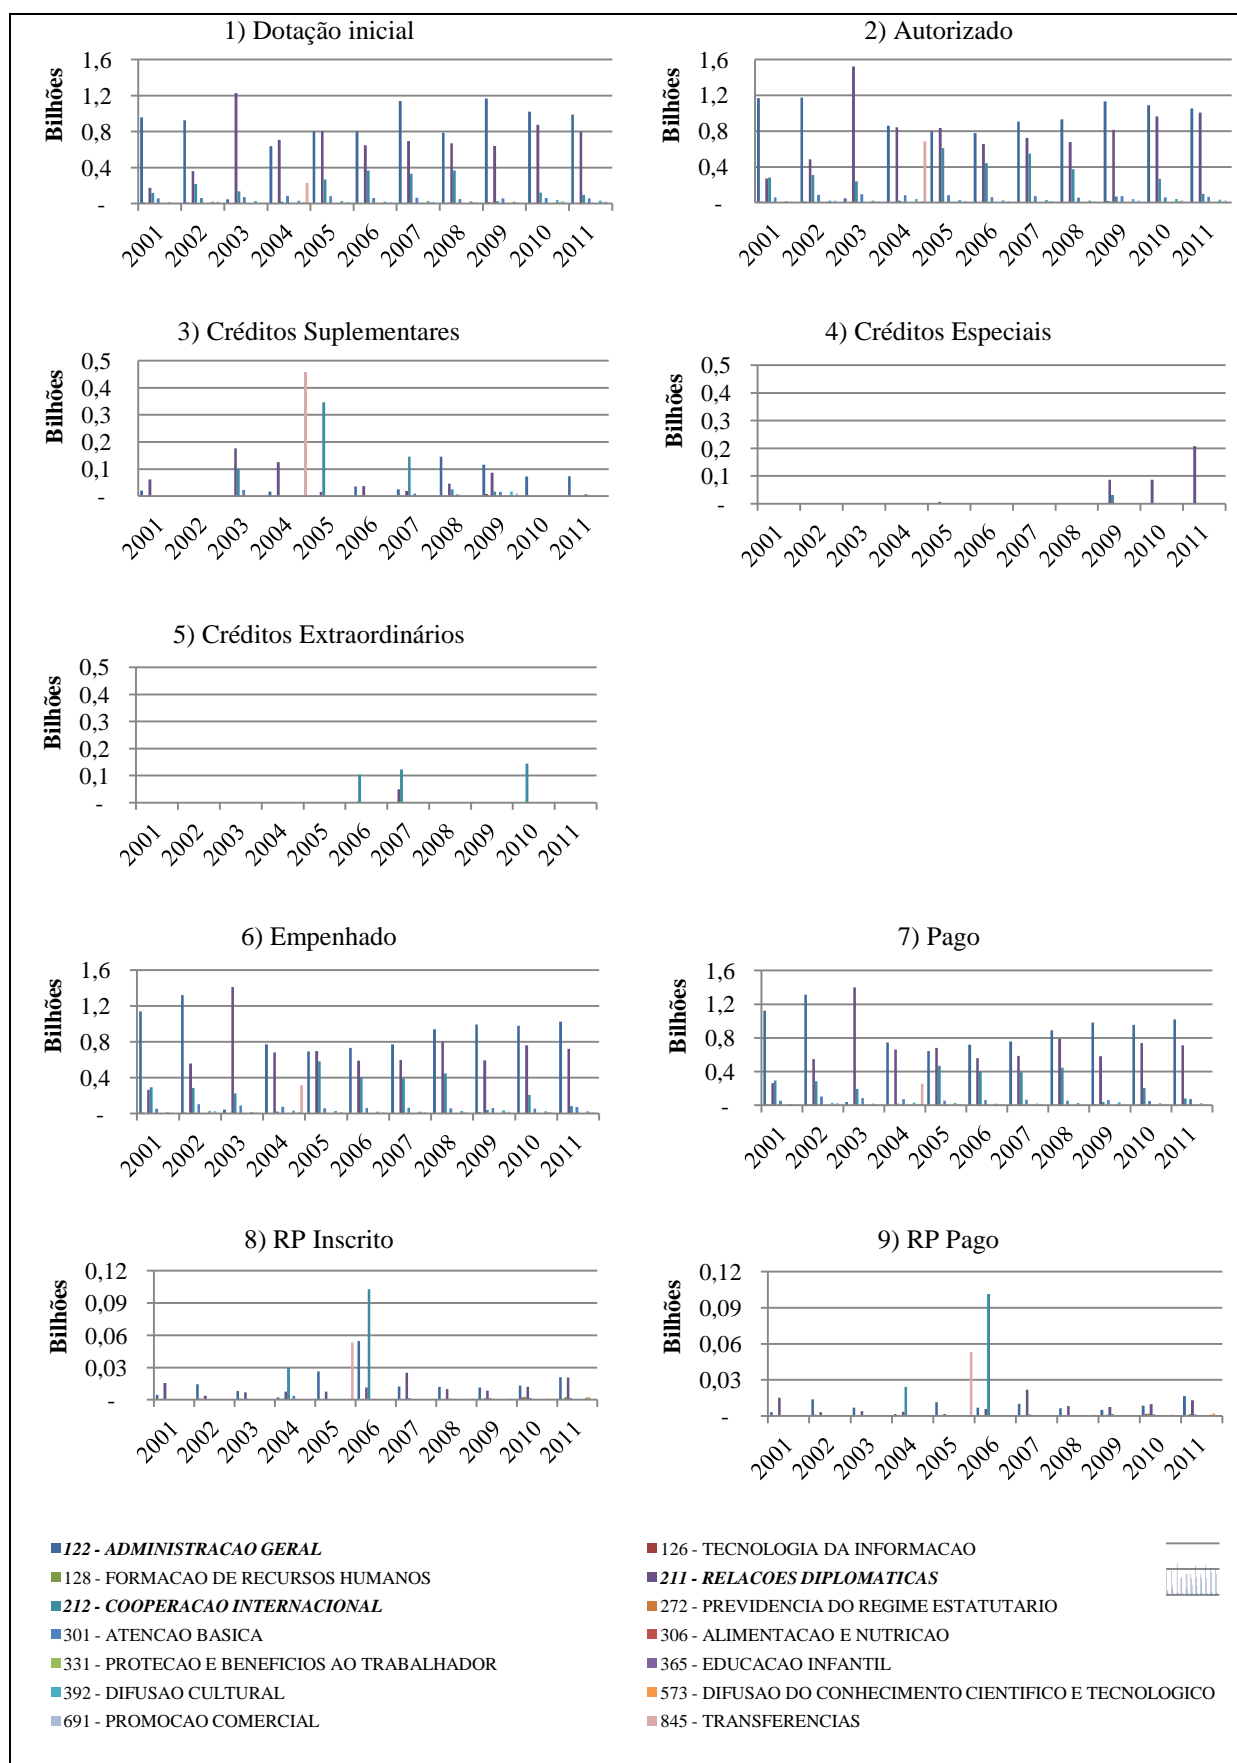 1) Dotação inicial
Bilhões
1,6
1,2
0,8
0,4
-
2001 2002 2003 2004 2005 2006 2007 2008 2009 2010 2011
2) Autorizado
Bilhões
1,6
1,2
0,8
0,4
-
2001 2002 2003 2004 2005 2006 2007 2008 2009 2010 2011
3) Créditos Suplementares
Bilhões
0,5
0,4
0,3
0,2
0,1
-
2001 2002 2003 2004 2005 2006 2007 2008 2009 2010 2011
4) Créditos Especiais
Bilhões
0,5
0,4
0,3
0,2
0,1
-
2001 2002 2003 2004 2005 2006 2007 2008 2009 2010 2011
5) Créditos Extraordinários
Bilhões
0,5
0,4
0,3
0,2
0,1
-
2001 2002 2003 2004 2005 2006 2007 2008 2009 2010 2011
6) Empenhado
Bilhões
1,6
1,2
0,8
0,4
-
2001 2002 2003 2004 2005 2006 2007 2008 2009 2010 2011
7) Pago
Bilhões
1,6
1,2
0,8
0,4
-
2001 2002 2003 2004 2005 2006 2007 2008 2009 2010 2011
8) RP Inscrito
Bilhões
0,12
0,09
0,06
0,03
-
2001 2002 2003 2004 2005 2006 2007 2008 2009 2010 2011
9) RP Pago
Bilhões
0,12
0,09
0,06
0,03
-
2001 2002 2003 2004 2005 2006 2007 2008 2009 2010 2011
122 - ADMINISTRACAO GERAL
126 - TECNOLOGIA DA INFORMACAO
128 - FORMACAO DE RECURSOS HUMANOS
211 - RELACOES DIPLOMATICAS
212 - COOPERACAO INTERNACIONAL
272 - PREVIDENCIA DO REGIME ESTATUTARIO
301 - ATENCAO BASICA
306 - ALIMENTACAO E NUTRICAO
331 - PROTECAO E BENEFICIOS AO TRABALHADOR
365 - EDUCACAO INFANTIL
392 - DIFUSAO CULTURAL
573 - DIFUSAO DO CONHECIMENTO CIENTIFICO E TECNOLOGICO
691 - PROMOCAO COMERCIAL
845 - TRANSFERENCIAS